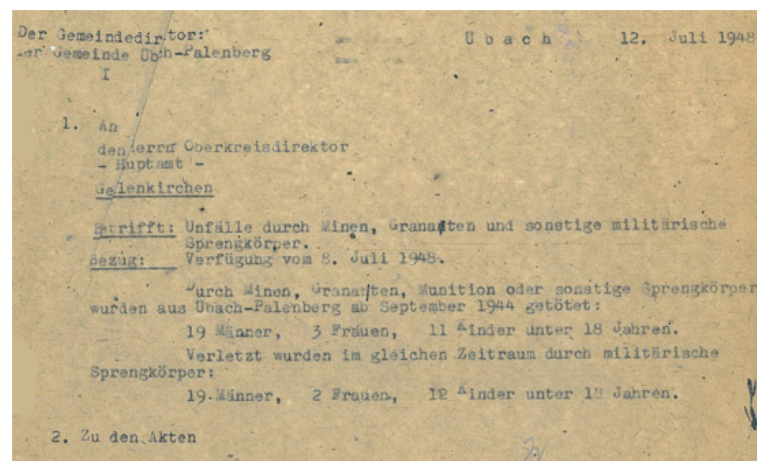 Der Gemeindedirektor:
der Gemeinde Übach-Palenberg
I
Übach 12. Juli 1948
1. An
den Herrn Oberkreisdirektor
- Hauptamt -
Geilenkirchen
Betrifft: Unfälle durch Minen, Granaten und sonstige militärische
Sprengkörper.
Bezug: Verfügung vom 8. Juli 1948.
Durch Minen, Granaten, Munition oder sonstige Sprengkörper
wurden aus Übach-Palenberg ab September 1944 getötet:
19 Männer, 3 Frauen, 11 Kinder unter 18 Jahren.
Verletzt wurden im gleichen Zeitraum durch militärische
Sprengkörper:
19 Männer, 2 Frauen, 12 Kinder unter 18 Jahren.
2. Zu den Akten